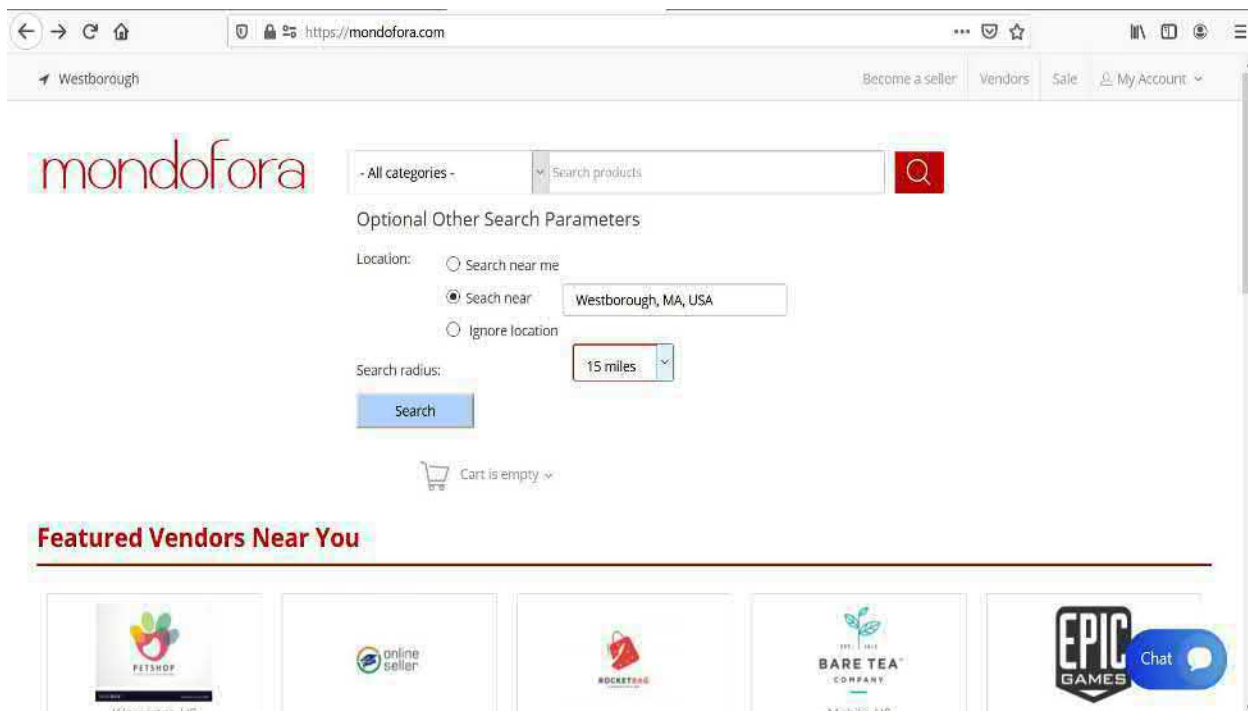 https://mondofora.com
Westborough
Become a seller
Vendors
Sale
My Account
mondofora
- All categories -
Search products
Optional Other Search Parameters
Location:
Search near me
Seach near
Westborough, MA, USA
Ignore location
Search radius:
15 miles
Search
Cart is empty
Featured Vendors Near You
PETSHOP
online
seller
ROCKETBAG
BARE TEA
COMPANY
EPIC
GAMES
Chat